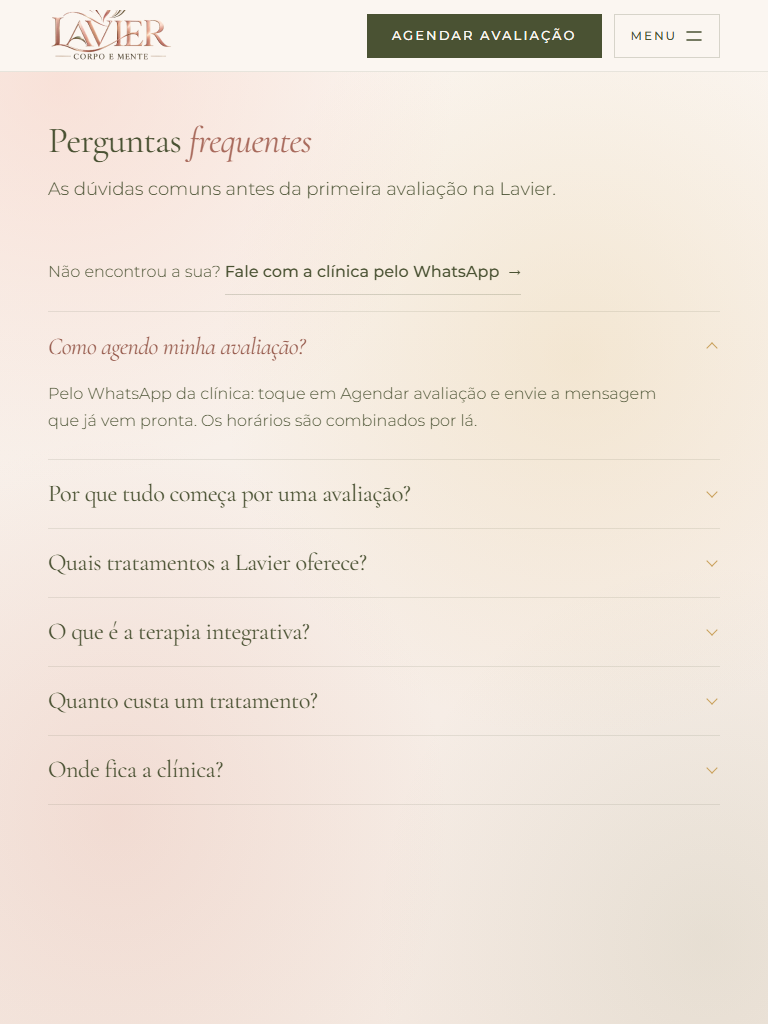 LAVIER
CORPO E MENTE
AGENDAR AVALIAÇÃO
MENU
Perguntas frequentes
As dúvidas comuns antes da primeira avaliação na Lavier.
Não encontrou a sua? Fale com a clínica pelo WhatsApp →
Como agendo minha avaliação?
Pelo WhatsApp da clínica: toque em Agendar avaliação e envie a mensagem
que já vem pronta. Os horários são combinados por lá.
Por que tudo começa por uma avaliação?
Quais tratamentos a Lavier oferece?
O que é a terapia integrativa?
Quanto custa um tratamento?
Onde fica a clínica?